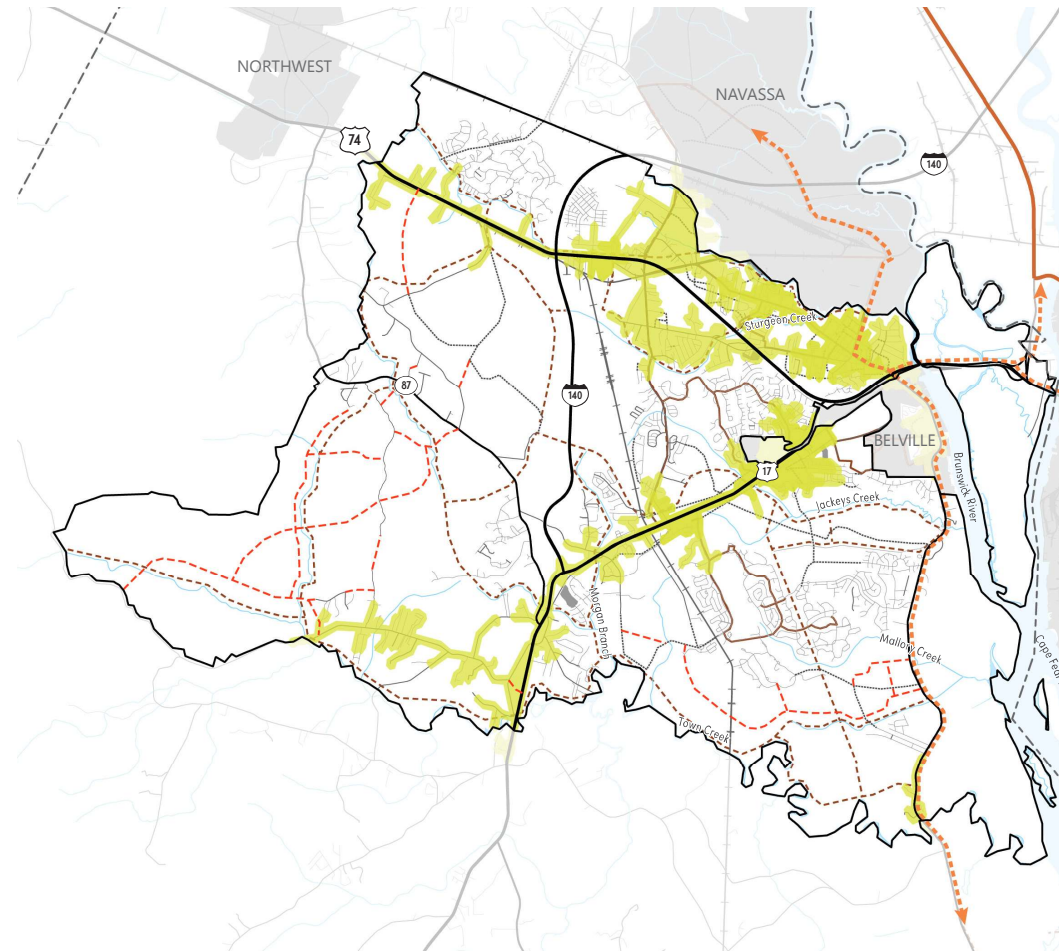 NORTHWEST
NAVASSA
74
140
Sturgeon Creek
87
140
BELVILLE
17
Brunswick River
Jackeys Creek
Morgan Branch
Mallory Creek
Cape Fear
Town Creek